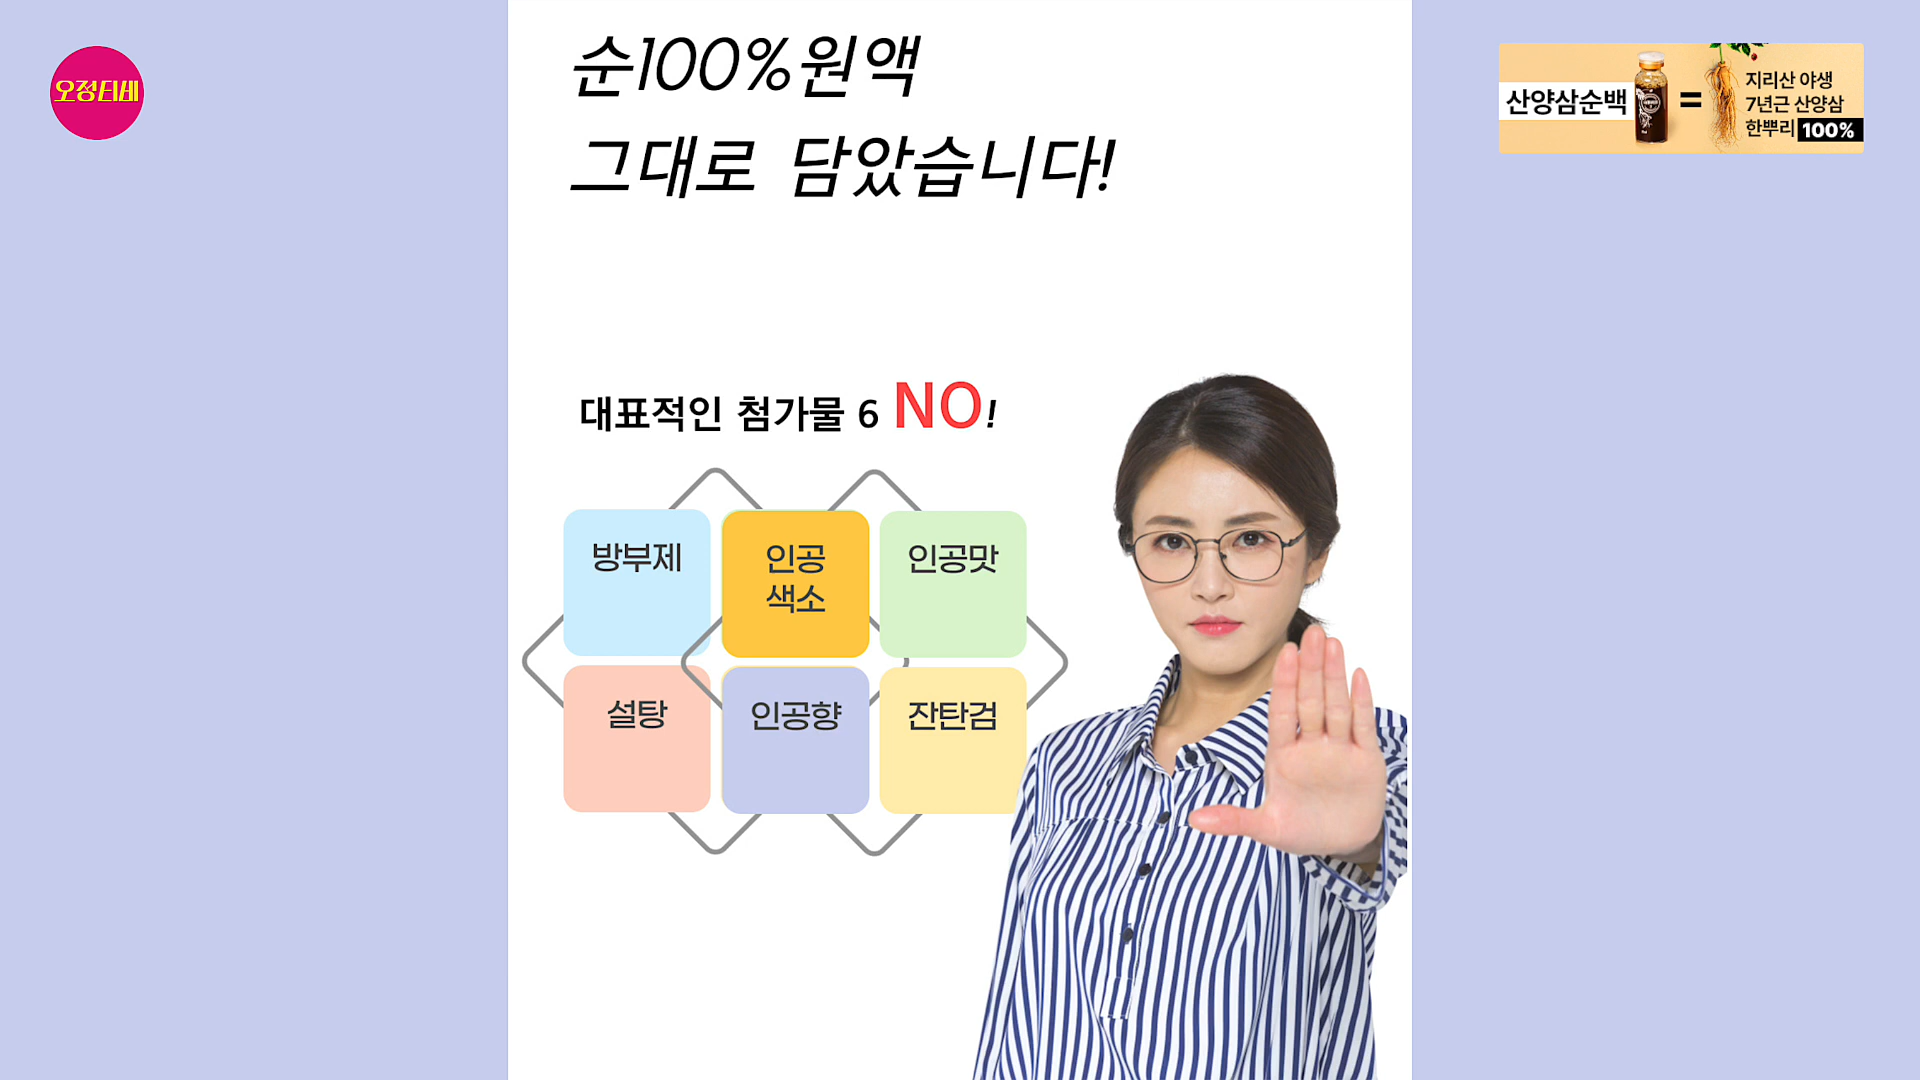 순100%원액
그대로 담았습니다!
오정티비
산양삼순백
=
지리산 야생
7년근 산양삼
한뿌리 100%
대표적인 첨가물 6 NO!
방부제
인공
색소
인공맛
설탕
인공향
잔탄검